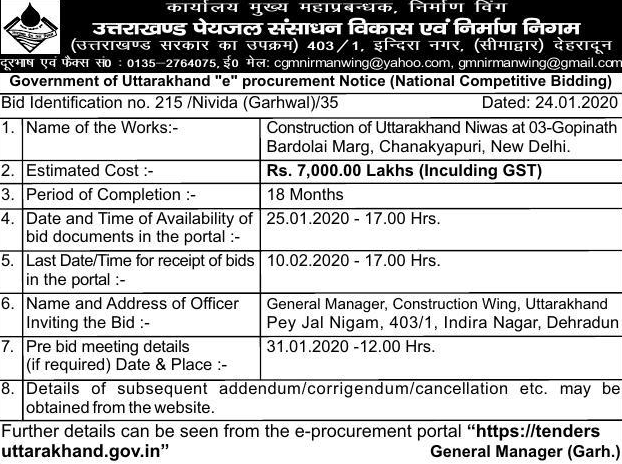 कार्यालय मुख्य महाप्रबन्धक, निर्माण विंग
उत्तराखण्ड पेयजल संसाधन विकास एवं निर्माण निगम
(उत्तराखण्ड सरकार का उपक्रम) 403/1, इन्दिरा नगर, (सीमाद्वार) देहरादून
दूरभाष एवं फैक्स सं0 : 0135-2764075, ई0 मेल: cgmnirmanwing@yahoo.com, gmnirmanwing@gmail.com
Government of Uttarakhand "e" procurement Notice (National Competitive Bidding)
Bid Identification no. 215 /Nivida (Garhwal)/35 Dated: 24.01.2020
1. Name of the Works:- Construction of Uttarakhand Niwas at 03-Gopinath
Bardolai Marg, Chanakyapuri, New Delhi.
2. Estimated Cost :- Rs. 7,000.00 Lakhs (Inculding GST)
3. Period of Completion :- 18 Months
4. Date and Time of Availability of 25.01.2020 - 17.00 Hrs.
bid documents in the portal :-
5. Last Date/Time for receipt of bids 10.02.2020 - 17.00 Hrs.
in the portal :-
6. Name and Address of Officer General Manager, Construction Wing, Uttarakhand
Inviting the Bid :- Pey Jal Nigam, 403/1, Indira Nagar, Dehradun
7. Pre bid meeting details 31.01.2020 -12.00 Hrs.
(if required) Date & Place :-
8. Details of subsequent addendum/corrigendum/cancellation etc. may be
obtained from the website.
Further details can be seen from the e-procurement portal “https://tenders
uttarakhand.gov.in” General Manager (Garh.)